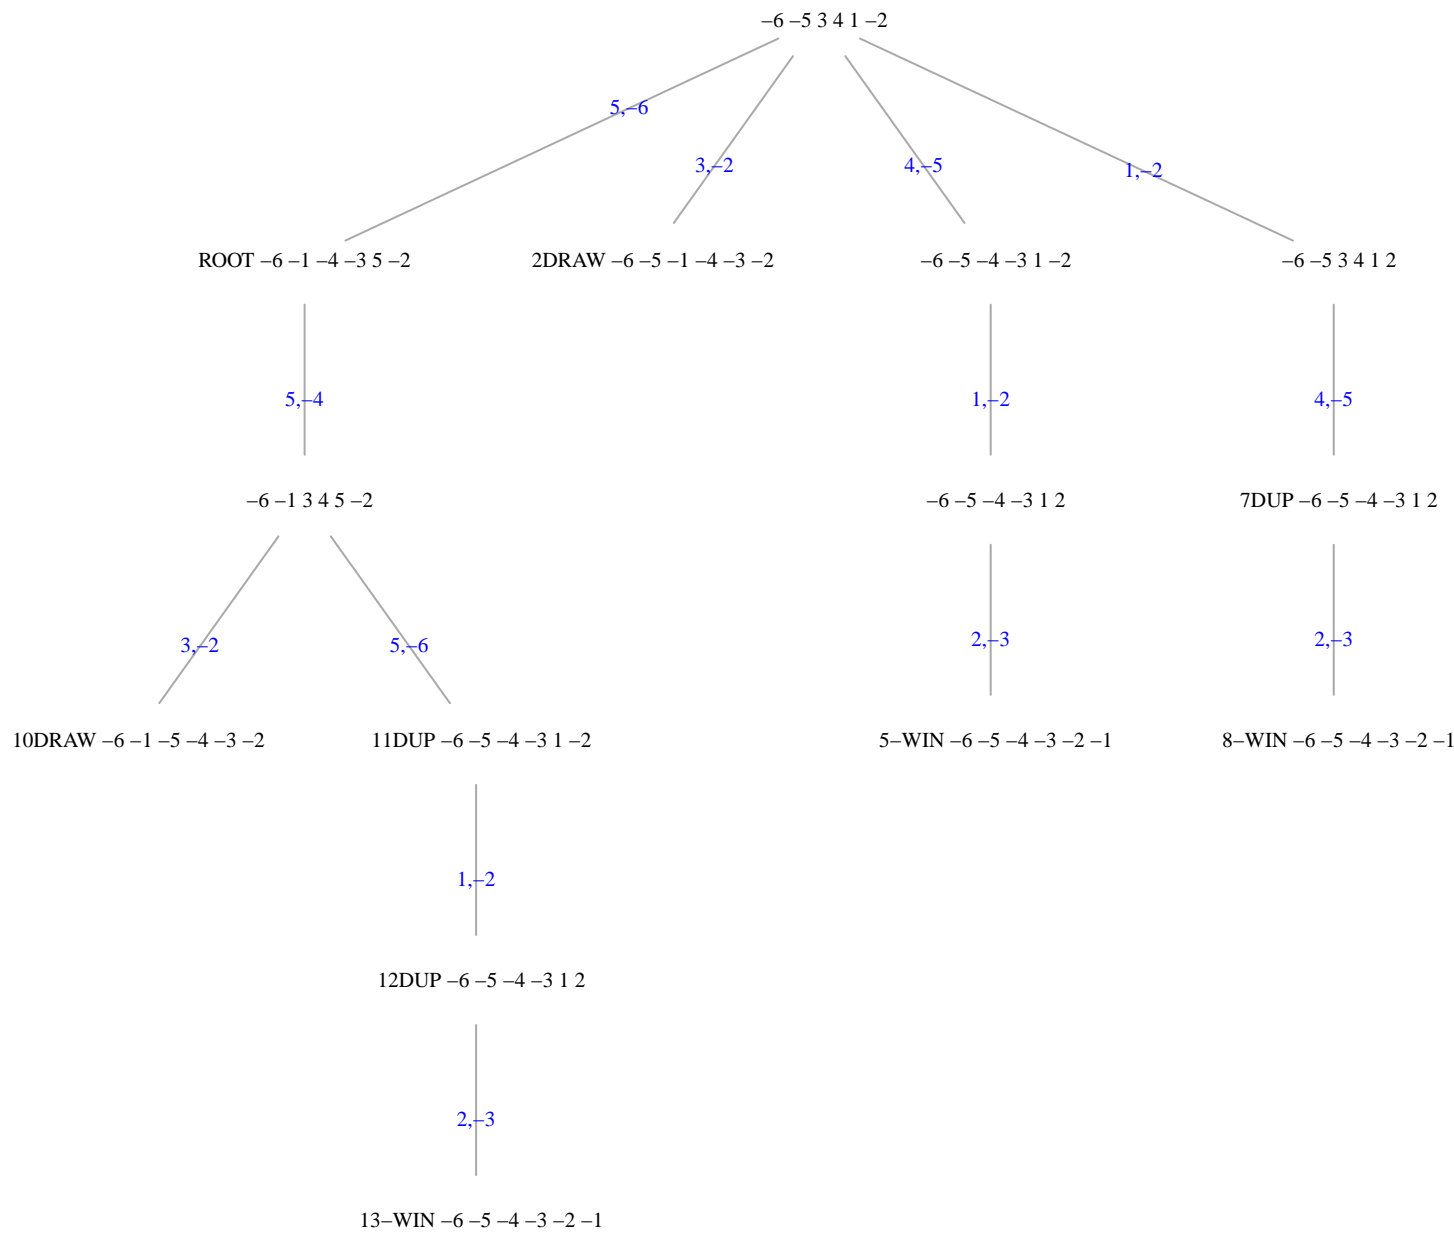 –6 –5 3 4 1 –2
5,–6
3,–2
4,–5
1,–2
ROOT –6 –1 –4 –3 5 –2
2DRAW –6 –5 –1 –4 –3 –2
–6 –5 –4 –3 1 –2
–6 –5 3 4 1 2
5,–4
1,–2
4,–5
–6 –1 3 4 5 –2
–6 –5 –4 –3 1 2
7DUP –6 –5 –4 –3 1 2
3,–2
5,–6
2,–3
2,–3
10DRAW –6 –1 –5 –4 –3 –2
11DUP –6 –5 –4 –3 1 –2
5–WIN –6 –5 –4 –3 –2 –1
8–WIN –6 –5 –4 –3 –2 –1
1,–2
12DUP –6 –5 –4 –3 1 2
2,–3
13–WIN –6 –5 –4 –3 –2 –1